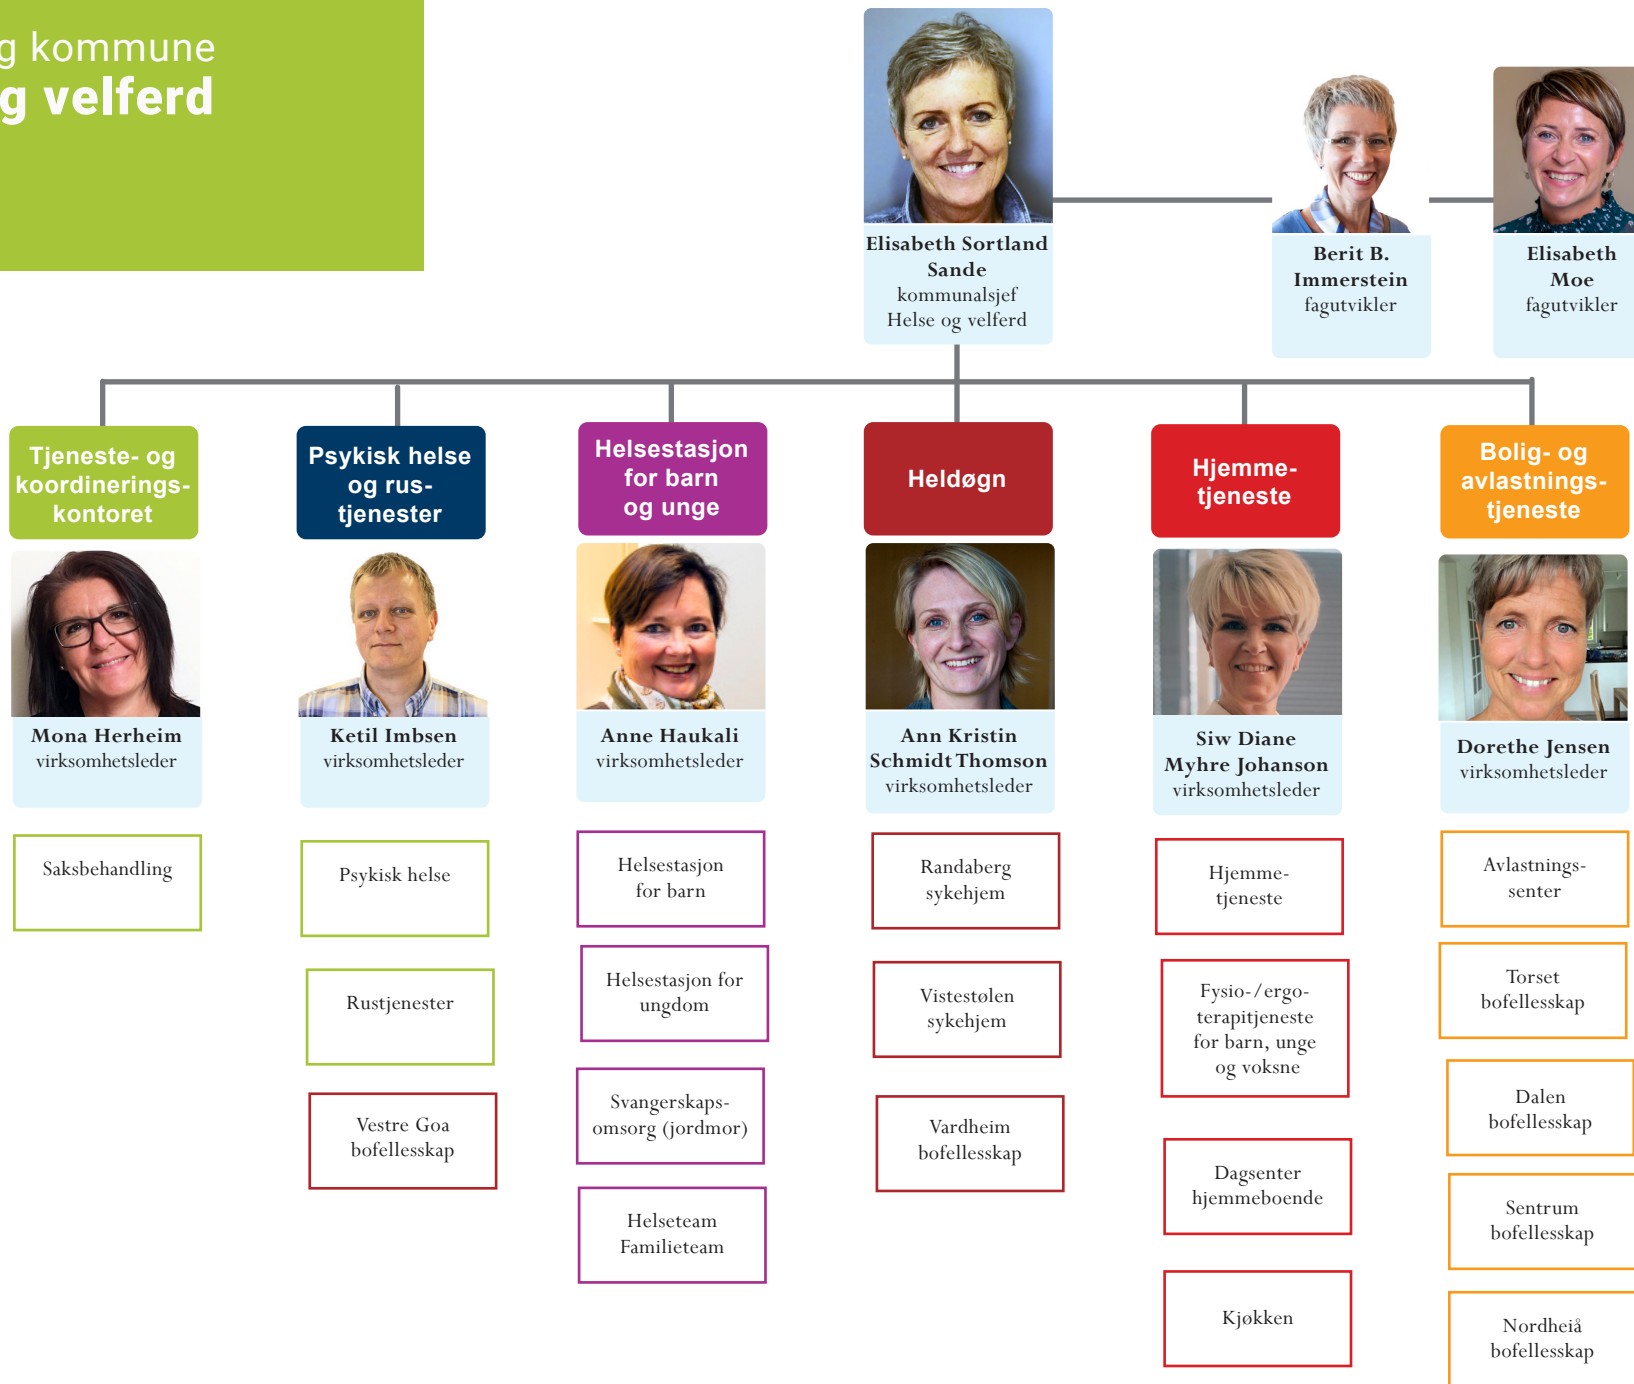 g kommune
g velferd
Elisabeth Sortland
Sande
kommunalsjef
Helse og velferd
Berit B.
Immerstein
fagutvikler
Elisabeth
Moe
fagutvikler
Tjeneste- og
koordinerings-
kontoret
Mona Herheim
virksomhetsleder
Saksbehandling
Psykisk helse
og rus-
tjenester
Ketil Imbsen
virksomhetsleder
Psykisk helse
Rustjenester
Vestre Goa
bofellesskap
Helsestasjon
for barn
og unge
Anne Haukali
virksomhetsleder
Helsestasjon
for barn
Helsestasjon for
ungdom
Svangerskaps-
omsorg (jordmor)
Helseteam
Familieteam
Heldøgn
Ann Kristin
Schmidt Thomson
virksomhetsleder
Randaberg
sykehjem
Vistestølen
sykehjem
Vardheim
bofellesskap
Hjemme-
tjeneste
Siw Diane
Myhre Johanson
virksomhetsleder
Hjemme-
tjeneste
Fysio-/ergo-
terapitjeneste
for barn, unge
og voksne
Dagsenter
hjemmeboende
Kjøkken
Bolig- og
avlastnings-
tjeneste
Dorethe Jensen
virksomhetsleder
Avlastnings-
senter
Torset
bofellesskap
Dalen
bofellesskap
Sentrum
bofellesskap
Nordheiå
bofellesskap